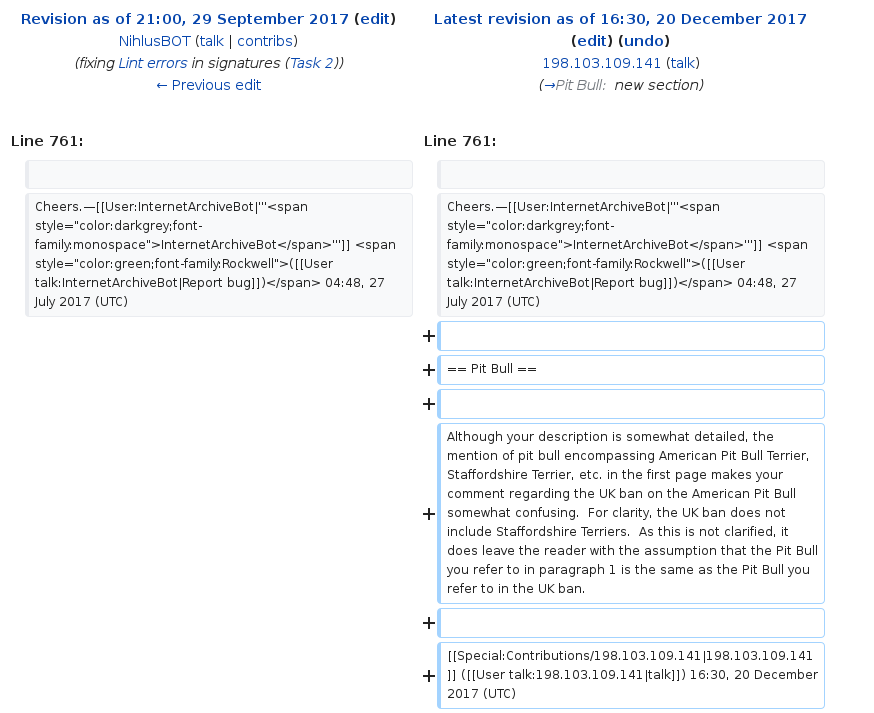 Revision as of 21:00, 29 September 2017 (edit)
NihlusBOT (talk | contribs)
(fixing Lint errors in signatures (Task 2))
← Previous edit
Latest revision as of 16:30, 20 December 2017
(edit) (undo)
198.103.109.141 (talk)
(→Pit Bull: new section)
Line 761:
Line 761:
Cheers.—[[User:InternetArchiveBot|'''<span
style="color:darkgrey;font-
family:monospace">InternetArchiveBot</span>''']] <span
style="color:green;font-family:Rockwell">([[User
talk:InternetArchiveBot|Report bug]])</span> 04:48, 27
July 2017 (UTC)
Cheers.—[[User:InternetArchiveBot|'''<span
style="color:darkgrey;font-
family:monospace">InternetArchiveBot</span>''']] <span
style="color:green;font-family:Rockwell">([[User
talk:InternetArchiveBot|Report bug]])</span> 04:48, 27
July 2017 (UTC)
+
+ == Pit Bull ==
+
Although your description is somewhat detailed, the
mention of pit bull encompassing American Pit Bull Terrier,
Staffordshire Terrier, etc. in the first page makes your
comment regarding the UK ban on the American Pit Bull
+ somewhat confusing.  For clarity, the UK ban does not
include Staffordshire Terriers.  As this is not clarified, it
does leave the reader with the assumption that the Pit Bull
you refer to in paragraph 1 is the same as the Pit Bull you
refer to in the UK ban.
+
[[Special:Contributions/198.103.109.141|198.103.109.141
+ ]] ([[User talk:198.103.109.141|talk]]) 16:30, 20 December
2017 (UTC)